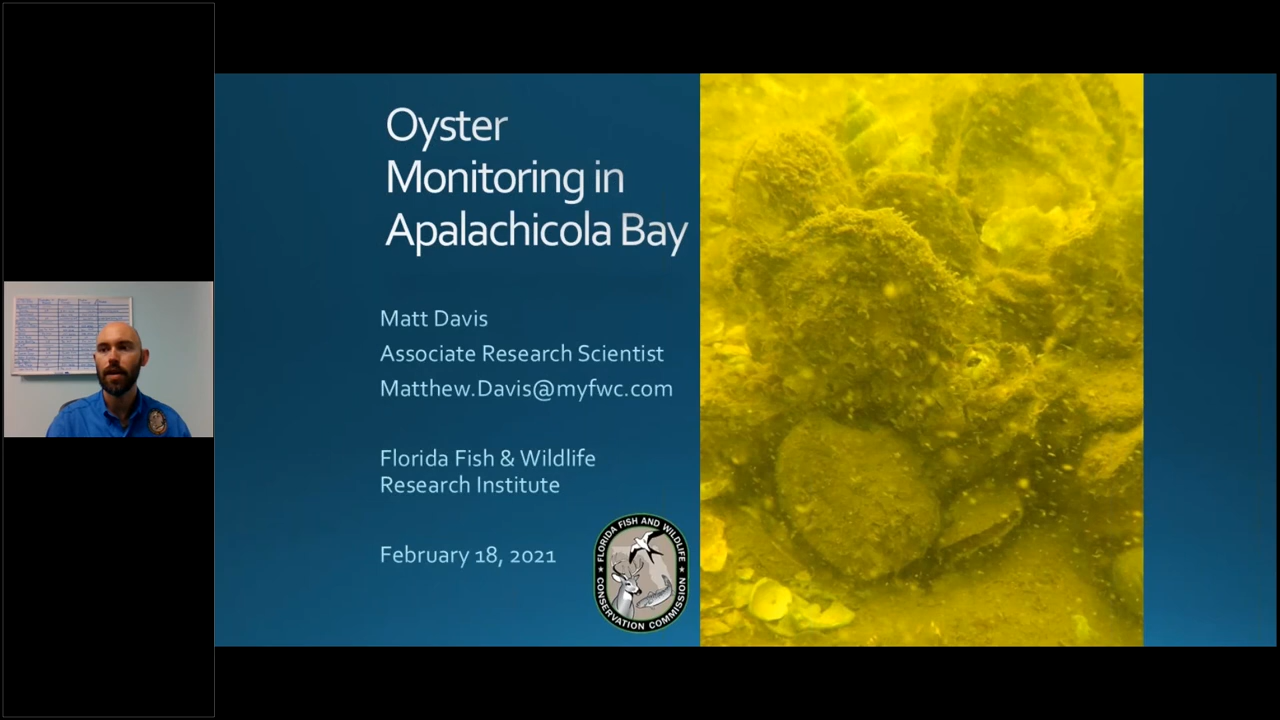 Oyster
Monitoring in
Apalachicola Bay
Matt Davis
Associate Research Scientist
Matthew.Davis@myfwc.com
Florida Fish & Wildlife
Research Institute
February 18, 2021
FLORIDA FISH AND WILDLIFE
CONSERVATION COMMISSION